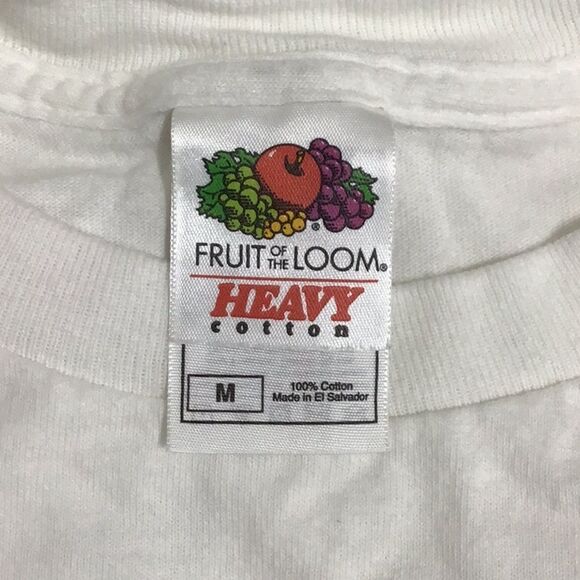 ®
FRUIT OF THE LOOM®
HEAVY
cotton
M
100% Cotton
Made in El Salvador